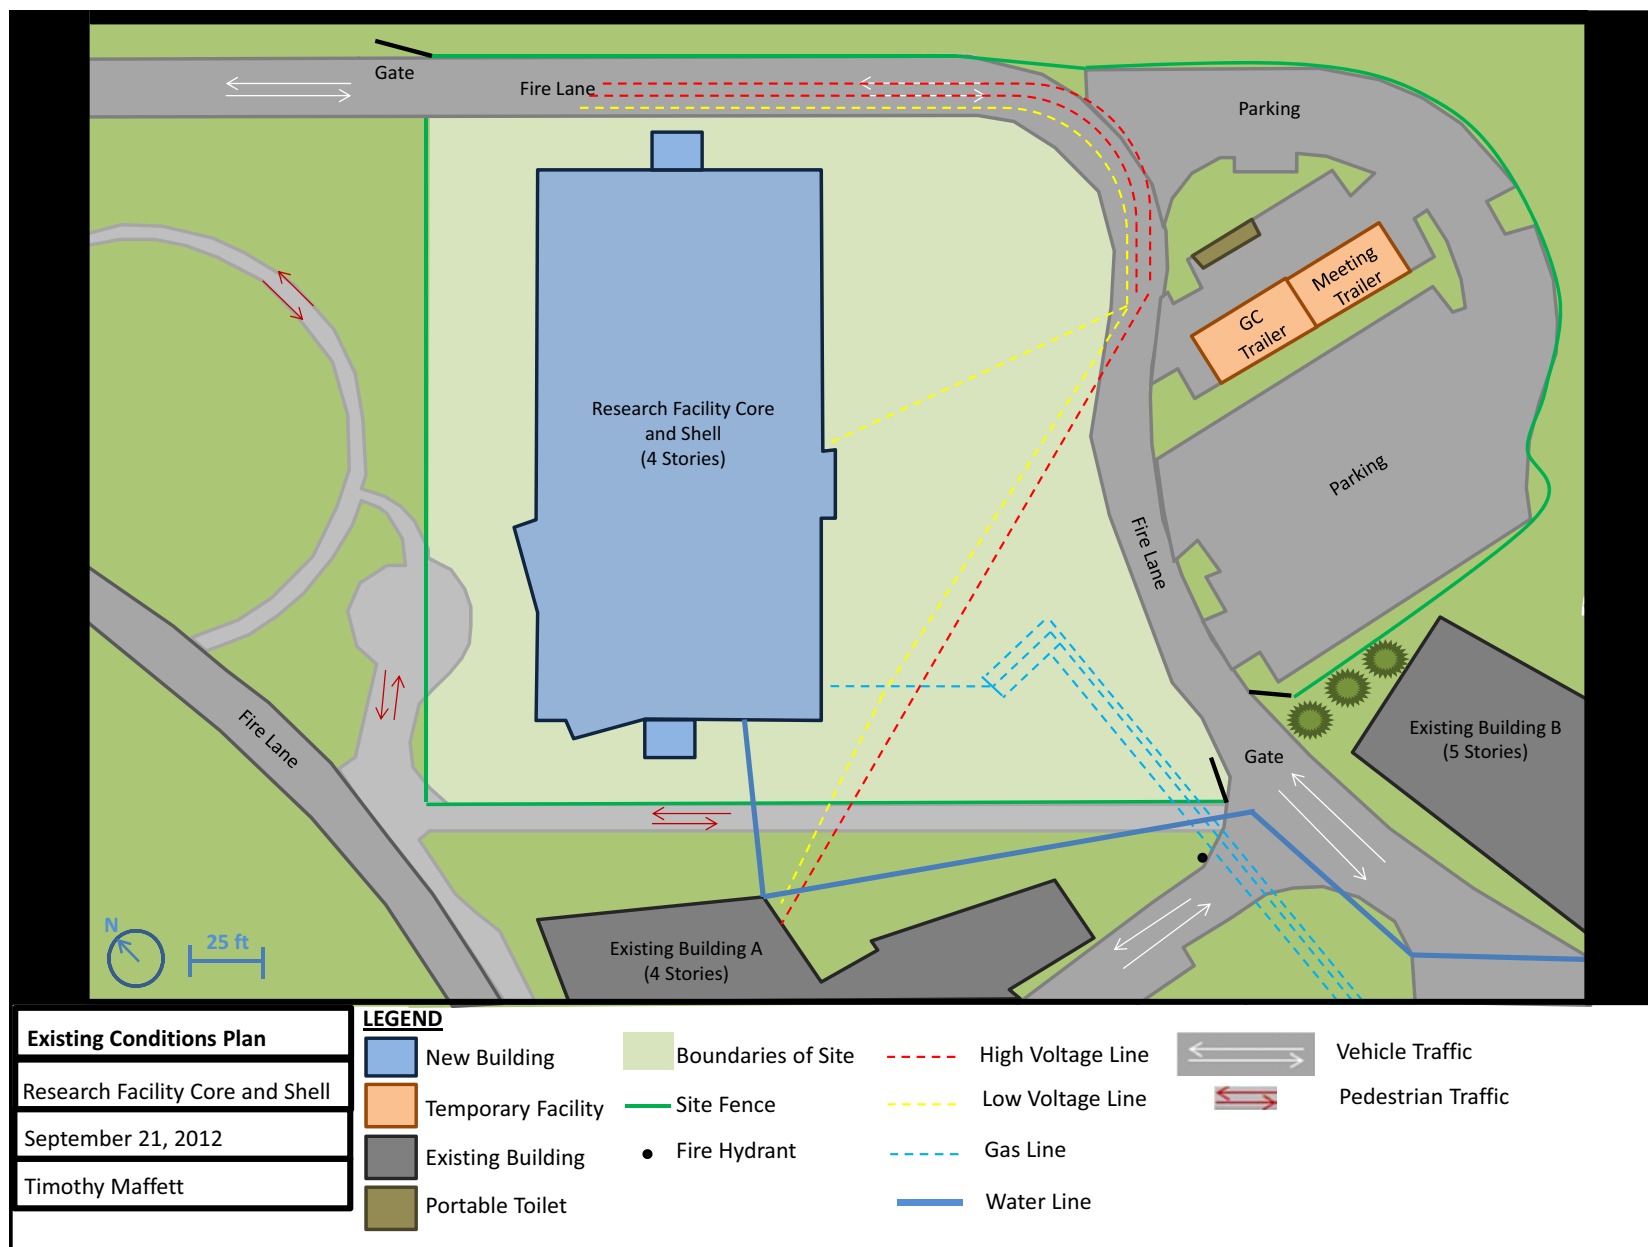 Gate
Fire Lane
Parking
Meeting
Trailer
GC
Trailer
Research Facility Core
and Shell
(4 Stories)
Parking
Fire Lane
Fire Lane
Gate
Existing Building B
(5 Stories)
N
25 ft
Existing Building A
(4 Stories)
Existing Conditions Plan
Research Facility Core and Shell
September 21, 2012
Timothy Maffett
LEGEND
New Building
Temporary Facility
Existing Building
Portable Toilet
Boundaries of Site
Site Fence
Fire Hydrant
High Voltage Line
Low Voltage Line
Gas Line
Water Line
Vehicle Traffic
Pedestrian Traffic